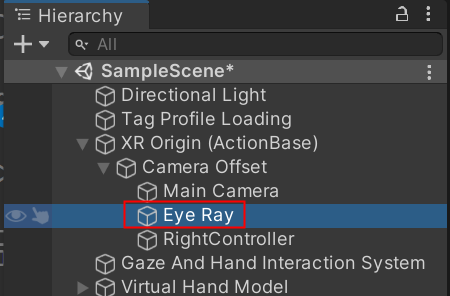 Hierarchy
All
SampleScene*
Directional Light
Tag Profile Loading
XR Origin (ActionBase)
Camera Offset
Main Camera
Eye Ray
RightController
Gaze And Hand Interaction System
Virtual Hand Model